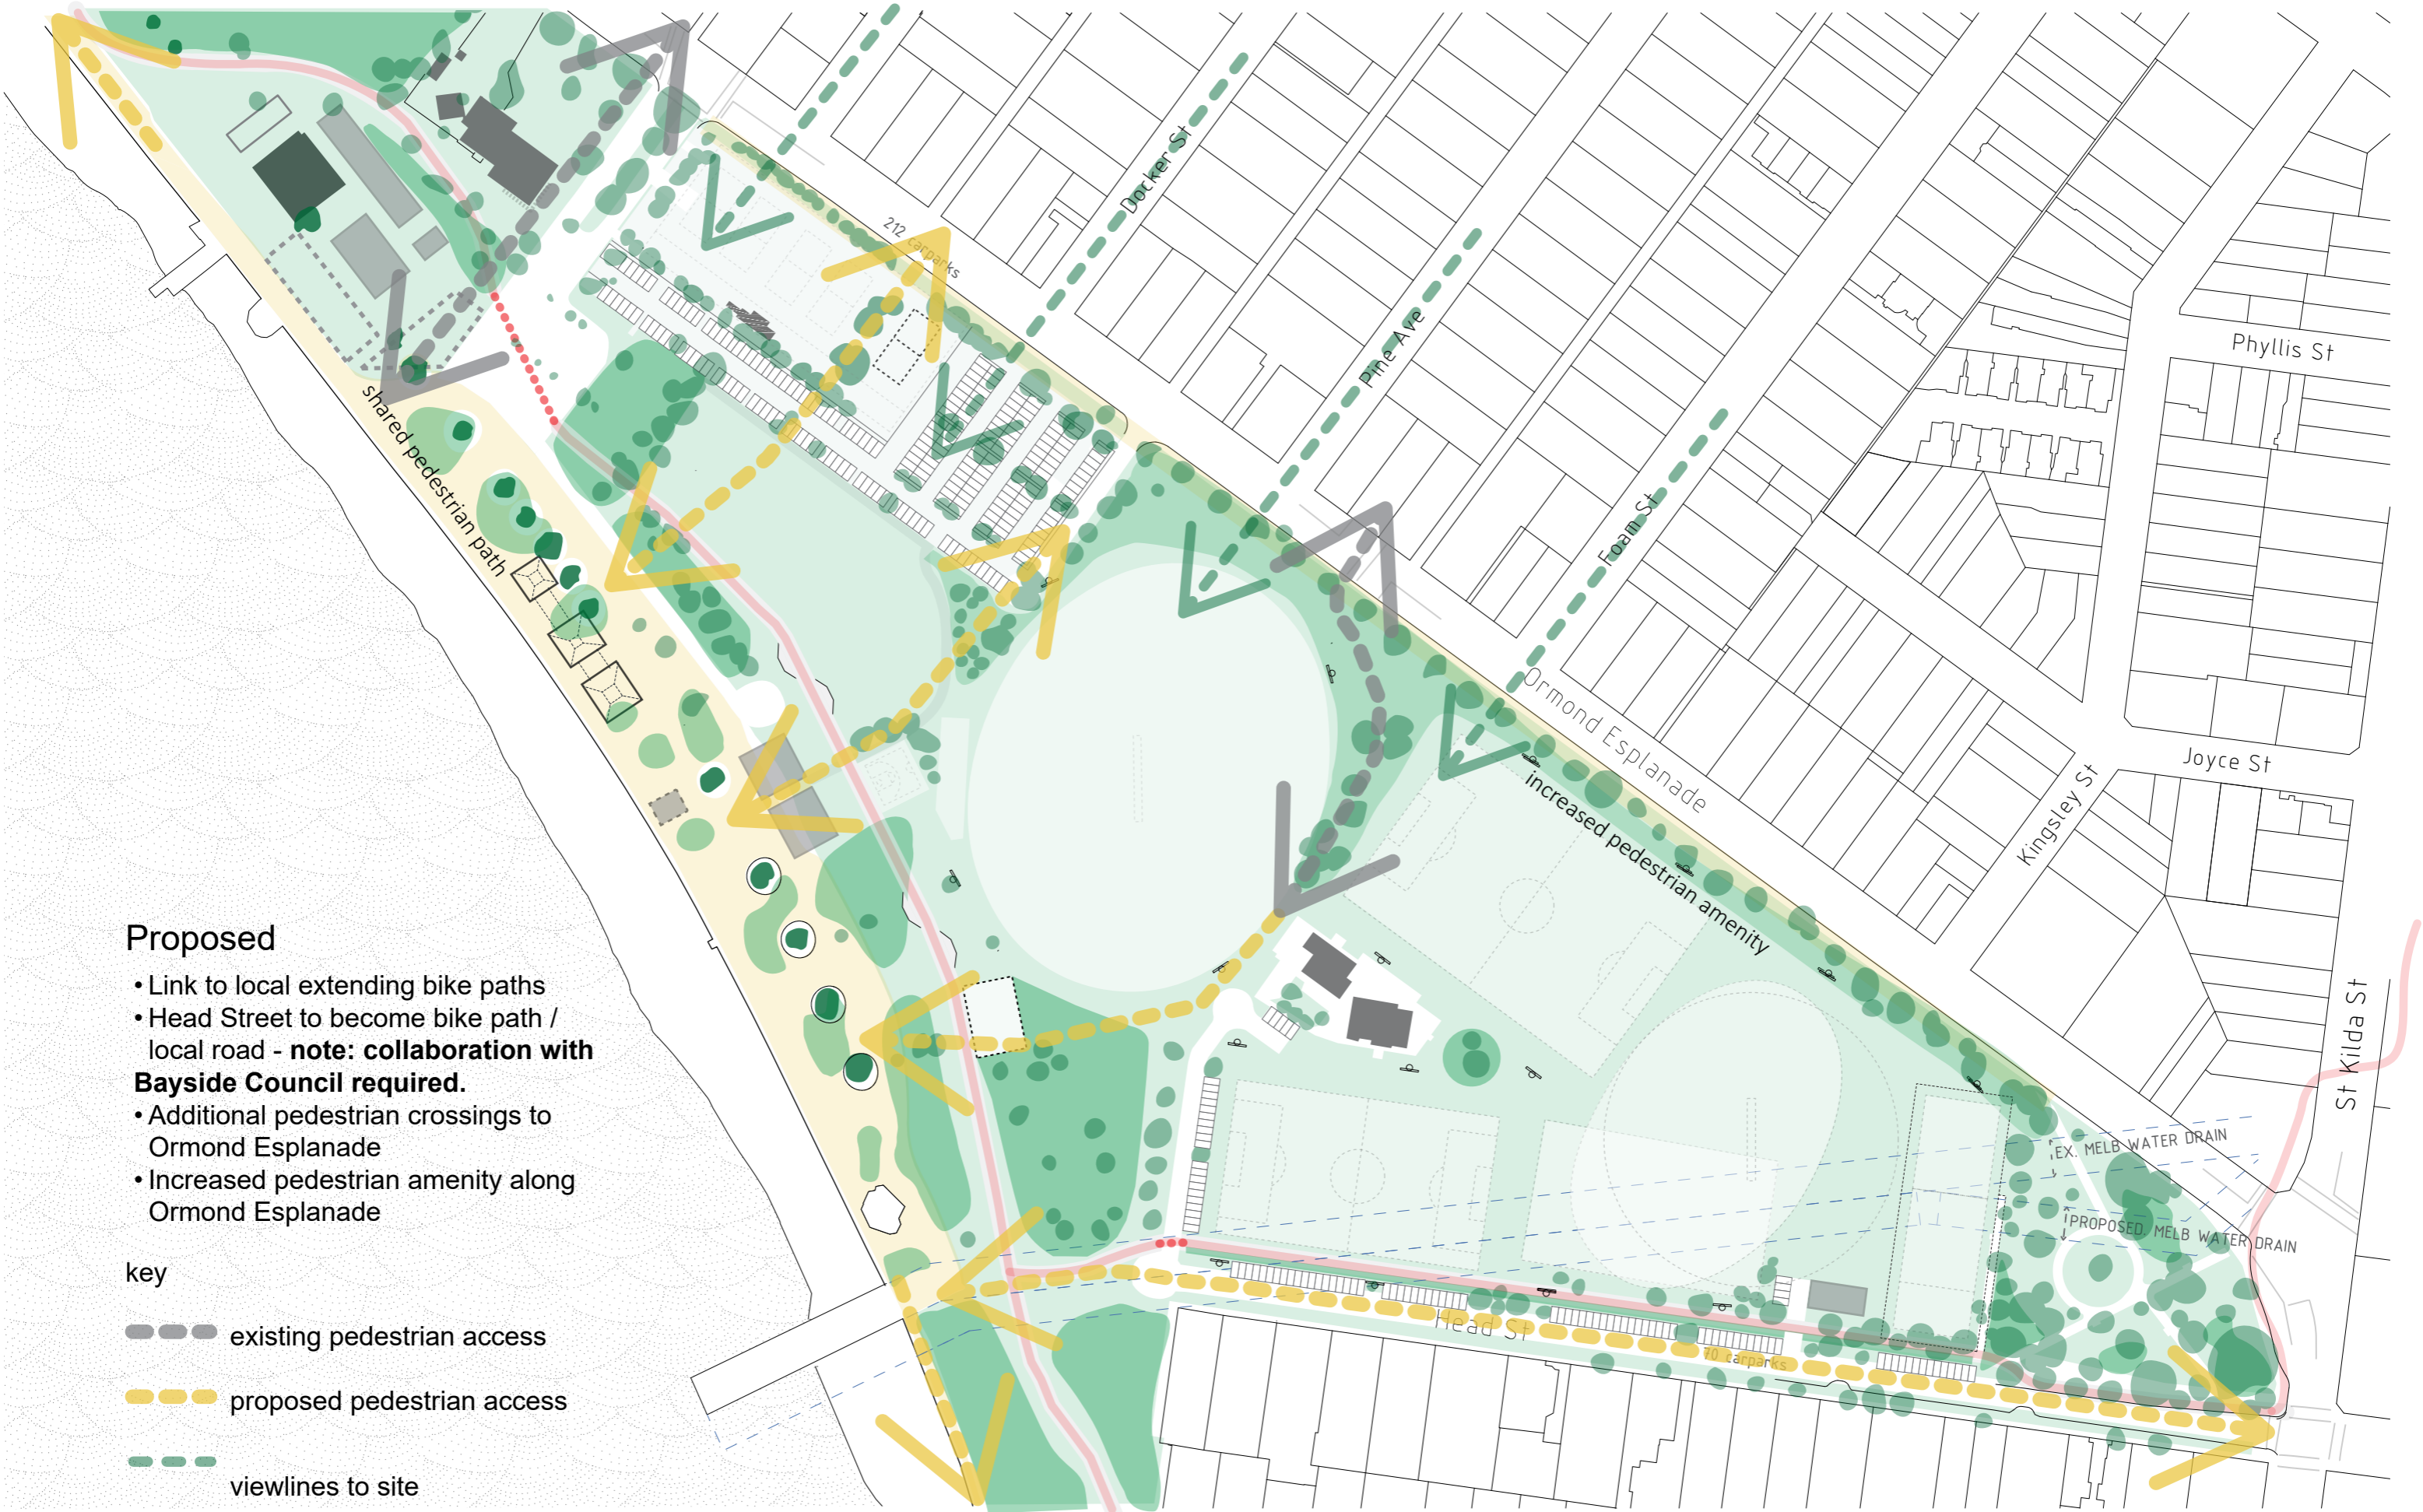 212 carparks
Docker St
Pine Ave
Foam St
Phyllis St
shared pedestrian path
Ormond Esplanade
increased pedestrian amenity
Joyce St
Kingsley St
St Kilda St
EX. MELB WATER DRAIN
PROPOSED MELB WATER DRAIN
Head St
70 carparks
Proposed
• Link to local extending bike paths
• Head Street to become bike path /
local road - note: collaboration with
Bayside Council required.
• Additional pedestrian crossings to
Ormond Esplanade
• Increased pedestrian amenity along
Ormond Esplanade
key
existing pedestrian access
proposed pedestrian access
viewlines to site